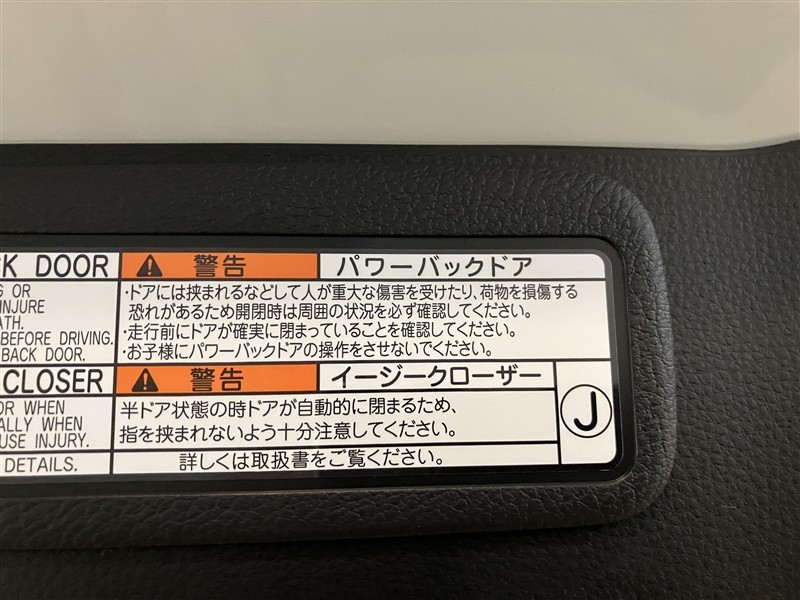 K DOOR
G OR
INJURE
ATH.
BEFORE DRIVING.
BACK DOOR.
CLOSER
OR WHEN
ALLY WHEN
USE INJURY.
DETAILS.
警告 パワーバックドア
・ドアには挟まれるなどして人が重大な傷害を受けたり、荷物を損傷する
恐れがあるため開閉時は周囲の状況を必ず確認してください。
・走行前にドアが確実に閉まっていることを確認してください。
・お子様にパワーバックドアの操作をさせないでください。
警告 イージークローザー
半ドア状態の時ドアが自動的に閉まるため、
指を挟まれないよう十分注意してください。
J
詳しくは取扱書をご覧ください。